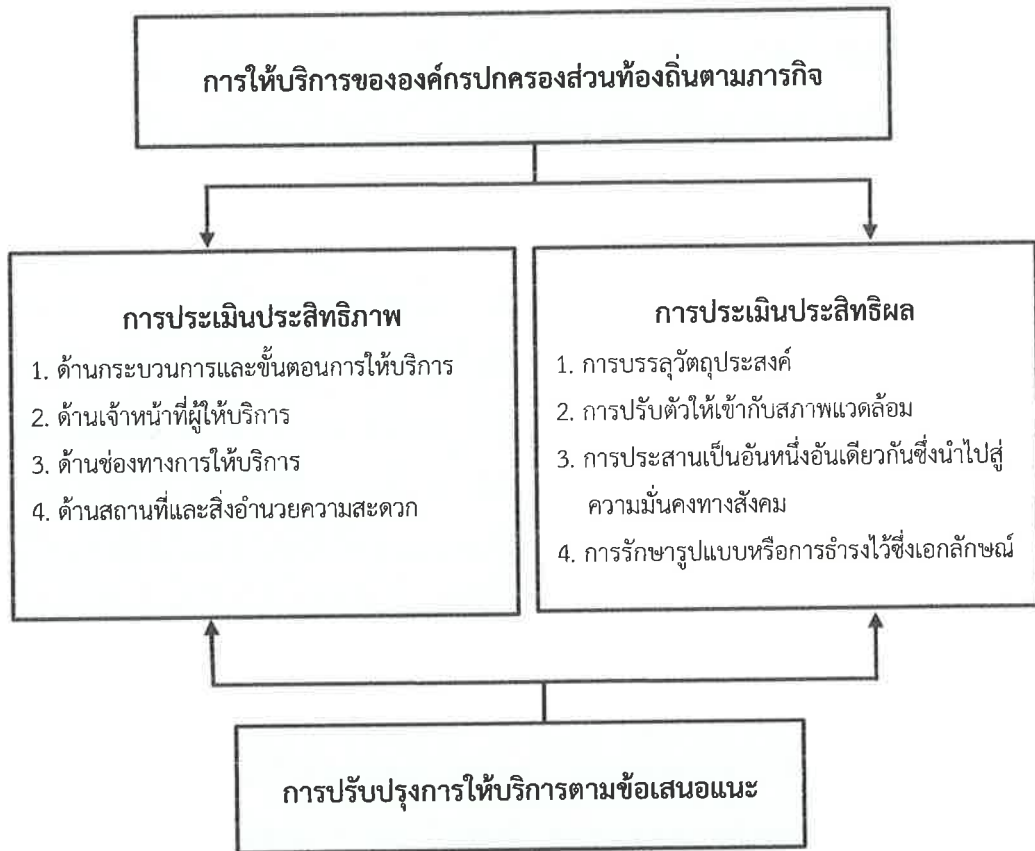 การให้บริการขององค์กรปกครองส่วนท้องถิ่นตามภารกิจ
การประเมินประสิทธิภาพ
1. ด้านกระบวนการและขั้นตอนการให้บริการ
2. ด้านเจ้าหน้าที่ผู้ให้บริการ
3. ด้านช่องทางการให้บริการ
4. ด้านสถานที่และสิ่งอำนวยความสะดวก
การประเมินประสิทธิผล
1. การบรรลุวัตถุประสงค์
2. การปรับตัวให้เข้ากับสภาพแวดล้อม
3. การประสานเป็นอันหนึ่งอันเดียวกันซึ่งนำไปสู่
ความมั่นคงทางสังคม
4. การรักษารูปแบบหรือการธำรงไว้ซึ่งเอกลักษณ์
การปรับปรุงการให้บริการตามข้อเสนอแนะ